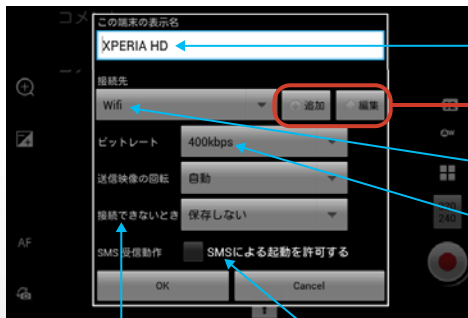 この端末の表示名
XPERIA HD
接続先
Wifi
追加
編集
ビットレート
400kbps
送信映像の回転
自動
接続できないとき
保存しない
SMS受信動作
SMSによる起動を許可する
OK
Cancel
AF
320
240